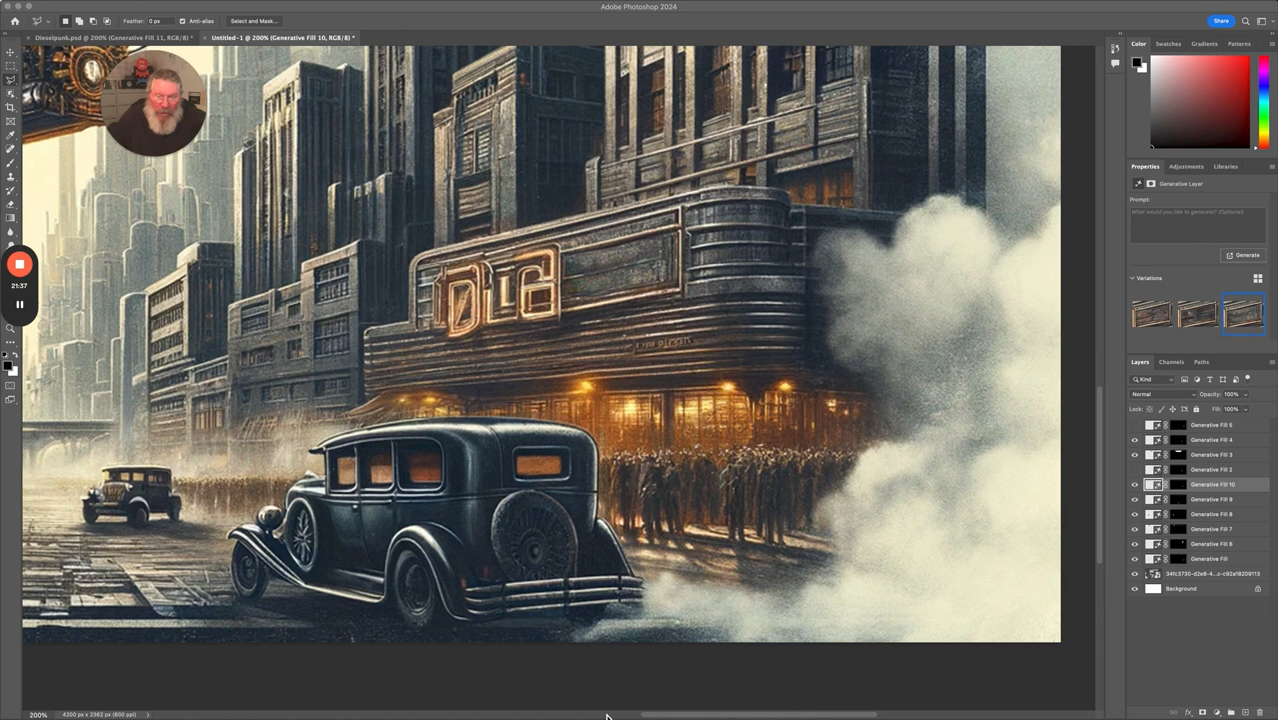 Adobe Photoshop 2024
Feather: 0 px
Anti-alias
Select and Mask...
Share
Dieselpunk.psd @ 200% (Generative Fill 11, RGB/8) *
Untitled-1 @ 200% (Generative Fill 10, RGB/8) *
Color
Swatches
Gradients
Patterns
Properties
Adjustments
Libraries
Generative Layer
Prompt:
What would you like to generate? (Optional)
Generate
21:37
Variations
Layers
Channels
Paths
Kind
Normal
Opacity: 100%
Lock:
Fill: 100%
Generative Fill 5
Generative Fill 4
Generative Fill 3
Generative Fill 2
Generative Fill 10
Generative Fill 9
Generative Fill 8
Generative Fill 7
Generative Fill 6
Generative Fill
34fc3730-d2e8-4...c-c92a18209113
Background
200%
4200 px x 2362 px (600 ppi)